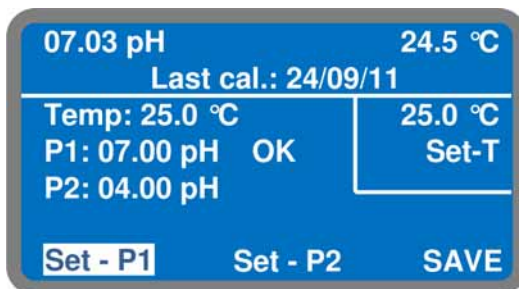 07.03 pH 24.5 °C
Last cal.: 24/09/11
Temp: 25.0 °C 25.0 °C
P1: 07.00 pH OK Set-T
P2: 04.00 pH
Set - P1 Set - P2 SAVE